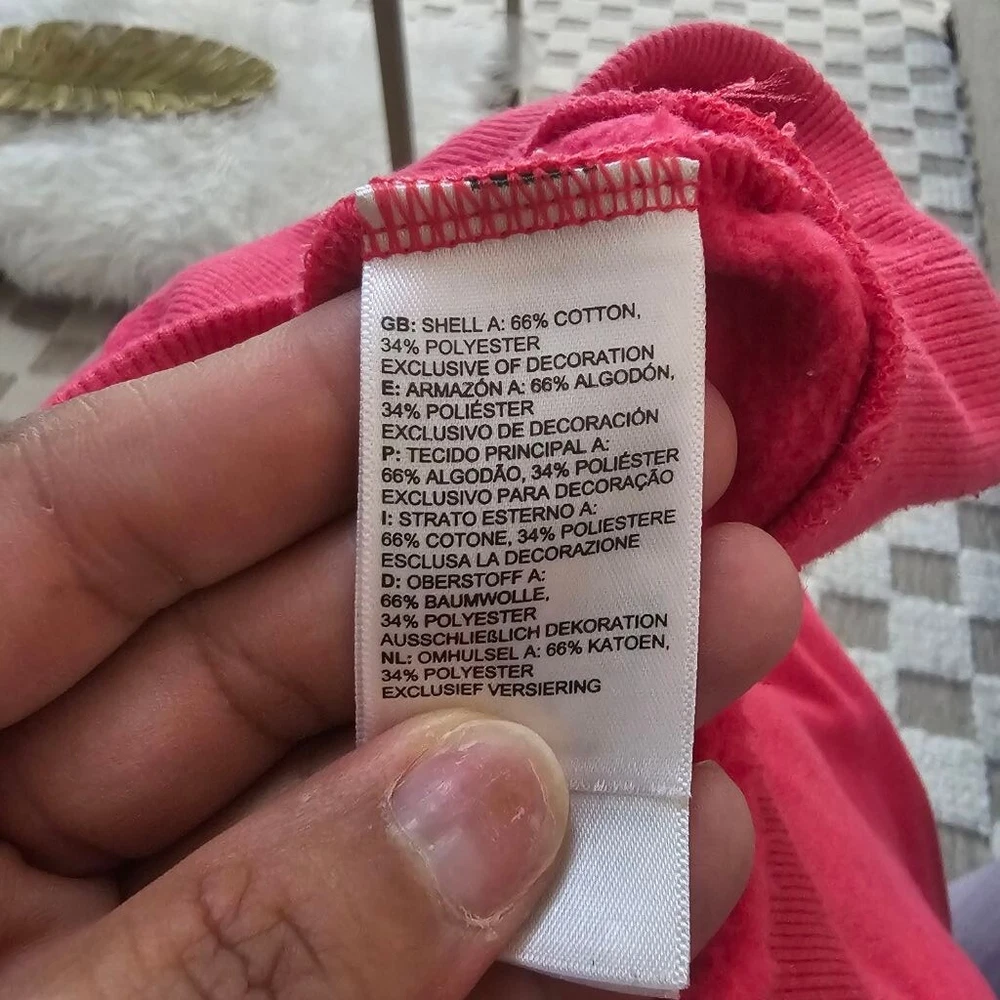 GB: SHELL A: 66% COTTON,
34% POLYESTER
EXCLUSIVE OF DECORATION
E: ARMAZÓN A: 66% ALGODÓN,
34% POLIÉSTER
EXCLUSIVO DE DECORACIÓN
P: TECIDO PRINCIPAL A:
66% ALGODÃO, 34% POLIÉSTER
EXCLUSIVO PARA DECORAÇÃO
I: STRATO ESTERNO A:
66% COTONE, 34% POLIESTERE
ESCLUSA LA DECORAZIONE
D: OBERSTOFF A:
66% BAUMWOLLE,
34% POLYESTER
AUSSCHLIEßLICH DEKORATION
NL: OMHULSEL A: 66% KATOEN,
34% POLYESTER
EXCLUSIEF VERSIERING